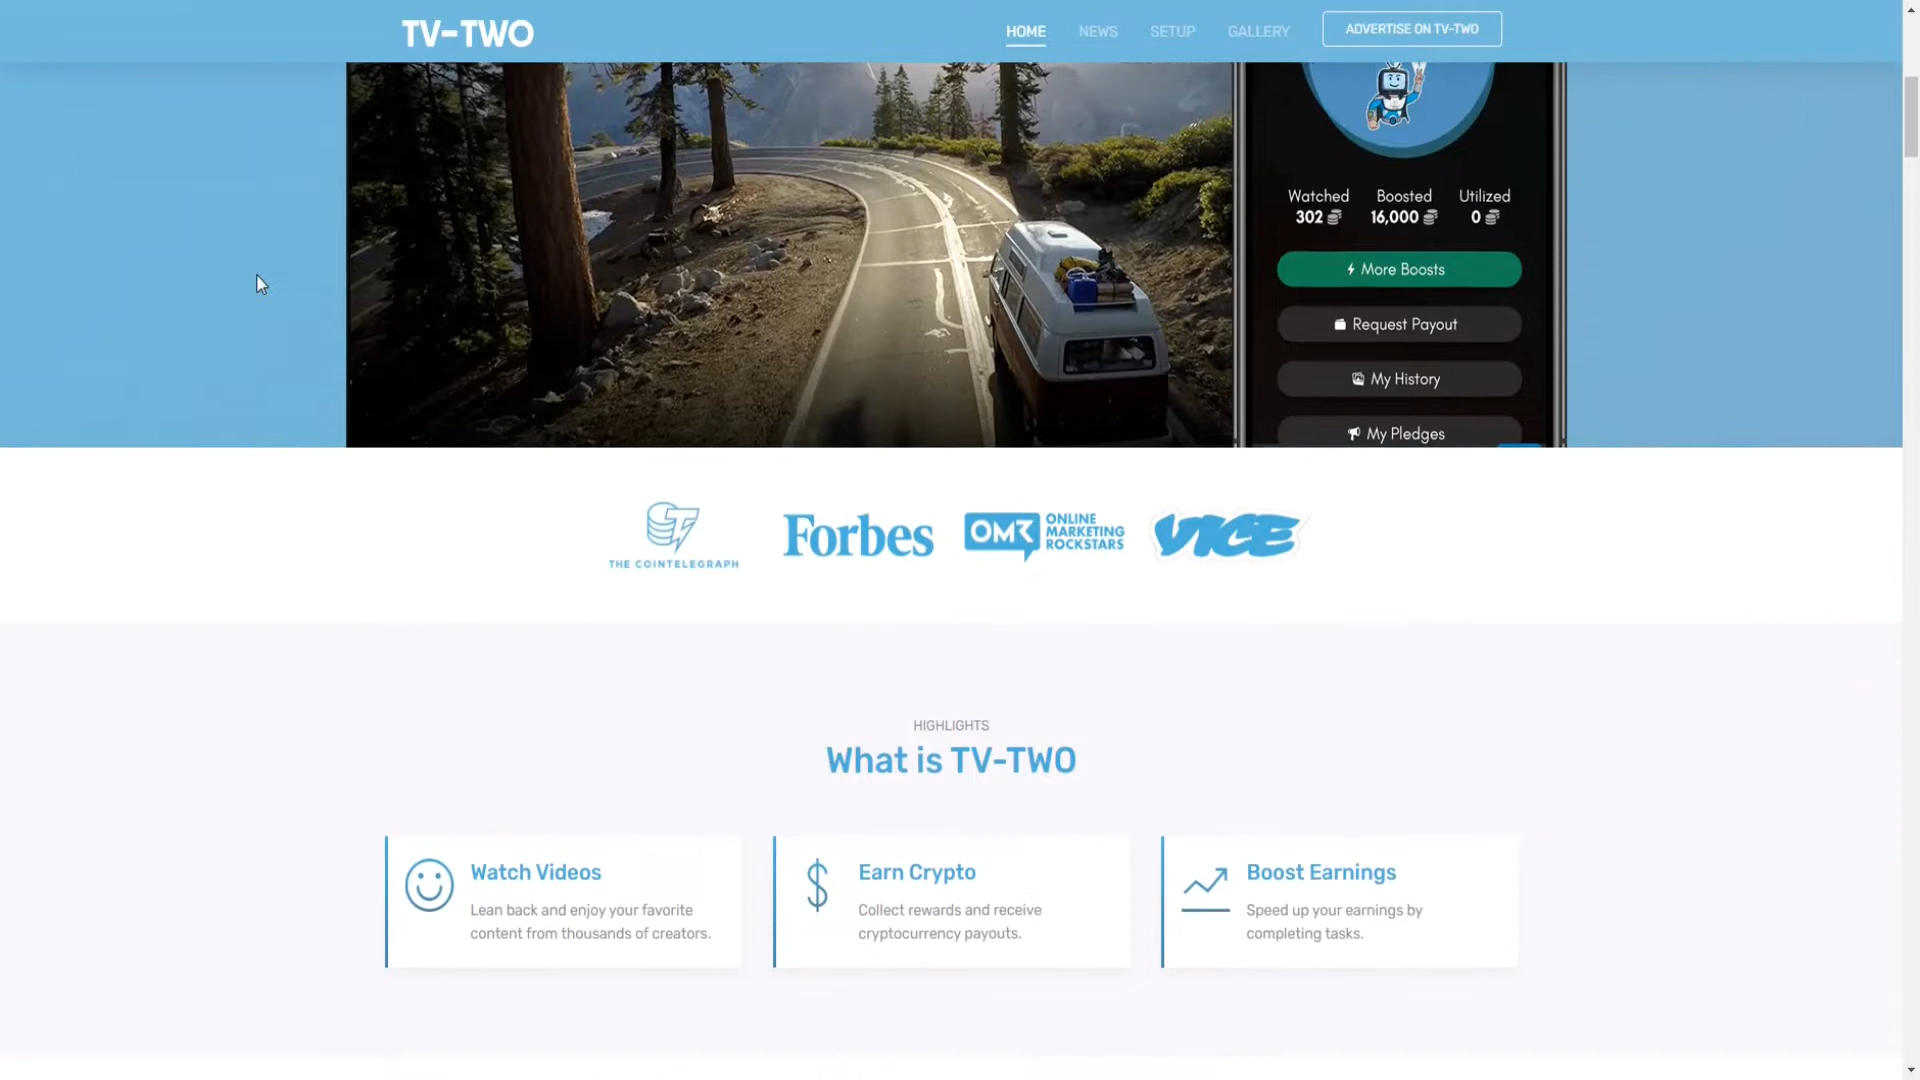 TV-TWO
HOME
NEWS
SETUP
GALLERY
ADVERTISE ON TV-TWO
Watched
Boosted
Utilized
302
16,000
0
More Boosts
Request Payout
My History
My Pledges
THE COINTELEGRAPH
Forbes
OMR
ONLINE
MARKETING
ROCKSTARS
VICE
HIGHLIGHTS
What is TV-TWO
Watch Videos
Lean back and enjoy your favorite
content from thousands of creators.
Earn Crypto
Collect rewards and receive
cryptocurrency payouts.
Boost Earnings
Speed up your earnings by
completing tasks.